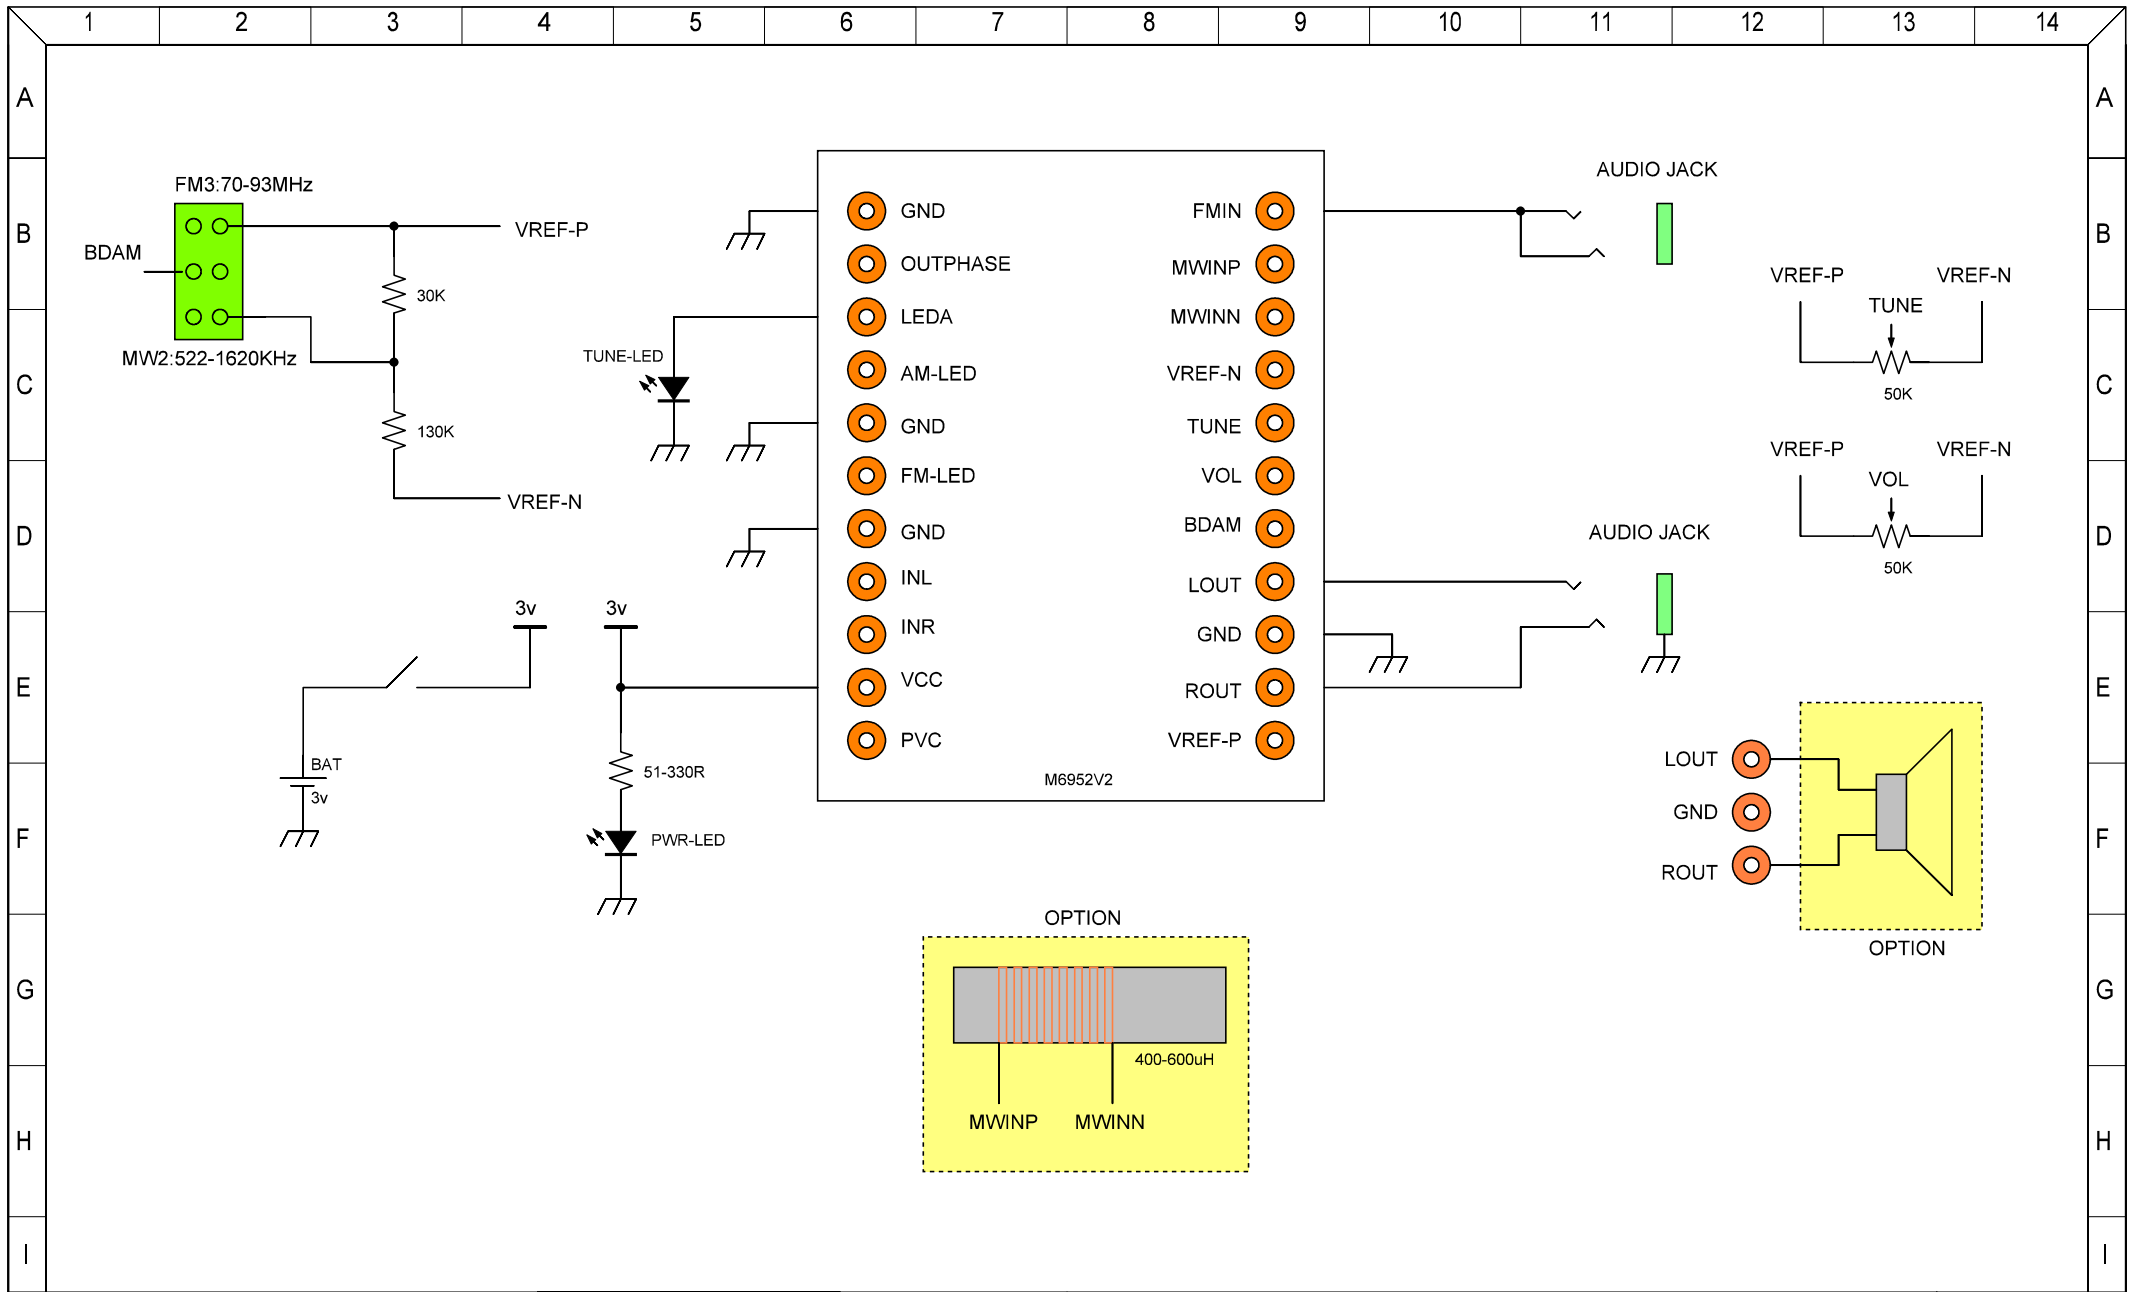 1 2 3 4 5 6 7 8 9 10 11 12 13 14
A A
AUDIO JACK
FM3:70-93MHz
GND FMIN
B B
VREF-P
BDAM
OUTPHASE MWINP
VREF-P VREF-N
30K
TUNE
LEDA MWINN
MW2:522-1620KHz
TUNE-LED
AM-LED VREF-N
C C
50K
GND TUNE
130K
VREF-P VREF-N
FM-LED VOL
VOL
VREF-N
GND BDAM
AUDIO JACK
D D
50K
INL LOUT
3v 3v
INR GND
VCC ROUT
E E
PVC VREF-P
LOUT
BAT
51-330R
M6952V2
3v
GND
F F
PWR-LED
ROUT
OPTION
OPTION
G G
400-600uH
MWINP MWINN
H H
I I